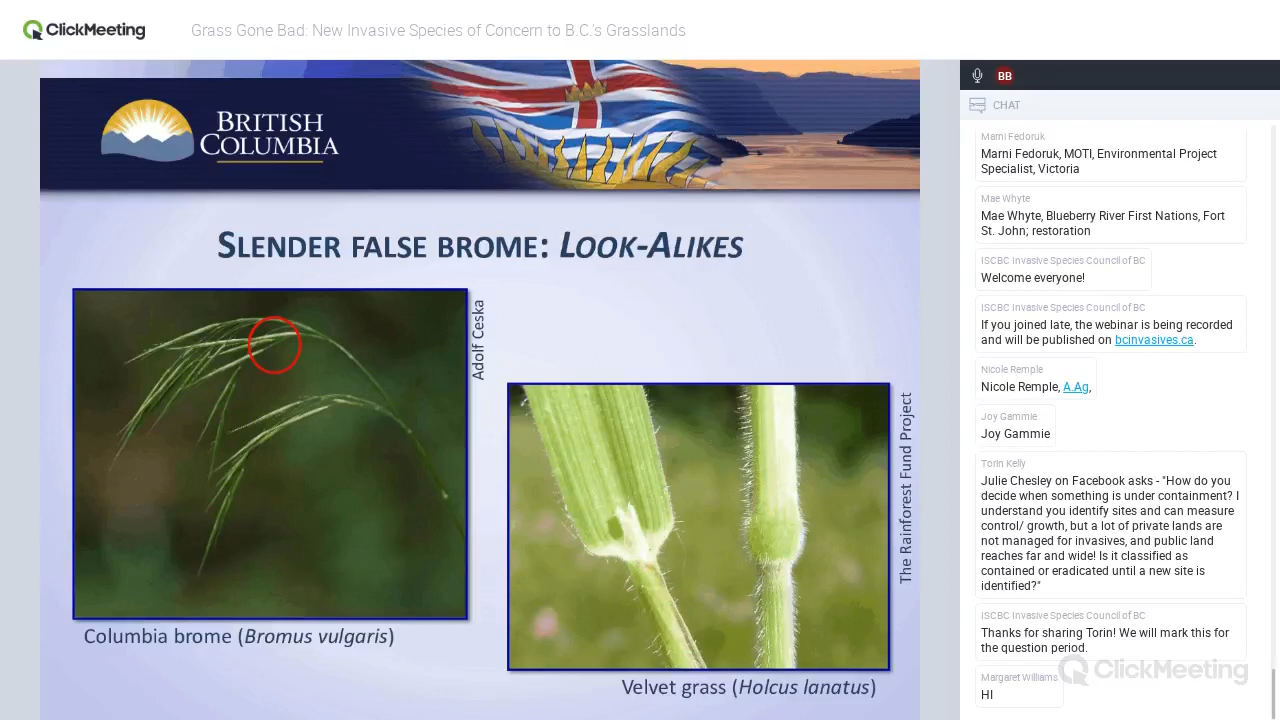 ClickMeeting
Grass Gone Bad: New Invasive Species of Concern to B.C.'s Grasslands
BRITISH
COLUMBIA
SLENDER FALSE BROME: LOOK-ALIKES
Adolf Ceska
Columbia brome (Bromus vulgaris)
The Rainforest Fund Project
Velvet grass (Holcus lanatus)
BB
CHAT
Marni Fedoruk
Marni Fedoruk, MOTI, Environmental Project
Specialist, Victoria
Mae Whyte
Mae Whyte, Blueberry River First Nations, Fort
St. John; restoration
ISCBC Invasive Species Council of BC
Welcome everyone!
ISCBC Invasive Species Council of BC
If you joined late, the webinar is being recorded
and will be published on bcinvasives.ca.
Nicole Remple
Nicole Remple, A.Ag,
Joy Gammie
Joy Gammie
Torin Kelly
Julie Chesley on Facebook asks - "How do you
decide when something is under containment? I
understand you identify sites and can measure
control/ growth, but a lot of private lands are
not managed for invasives, and public land
reaches far and wide! Is it classified as
contained or eradicated until a new site is
identified?"
ISCBC Invasive Species Council of BC
Thanks for sharing Torin! We will mark this for
the question period.
Margaret Williams
HI
ClickMeeting